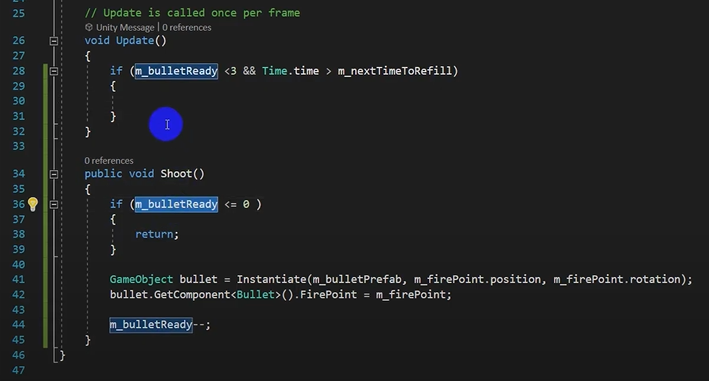 25 // Update is called once per frame
Unity Message | 0 references
26 void Update()
27 {
28 if (m_bulletReady <3 && Time.time > m_nextTimeToRefill)
29 {
30
31 }
32 }
33
0 references
34 public void Shoot()
35 {
36 if (m_bulletReady <= 0 )
37 {
38 return;
39 }
40
41 GameObject bullet = Instantiate(m_bulletPrefab, m_firePoint.position, m_firePoint.rotation);
42 bullet.GetComponent<Bullet>().FirePoint = m_firePoint;
43
44 m_bulletReady--;
45 }
46 }
47